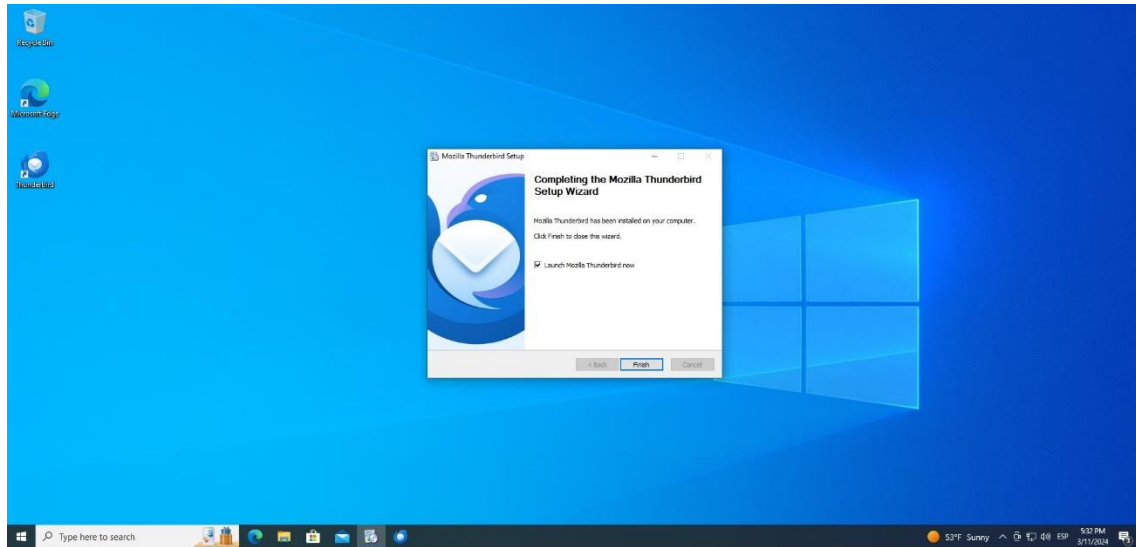 Recycle Bin
Microsoft Edge
Thunderbird
Mozilla Thunderbird Setup
Completing the Mozilla Thunderbird
Setup Wizard
Mozilla Thunderbird has been installed on your computer.
Click Finish to close this wizard.
Launch Mozilla Thunderbird now
< Back
Finish
Cancel
Type here to search
53°F Sunny
ESP
5:32 PM
3/11/2024
3